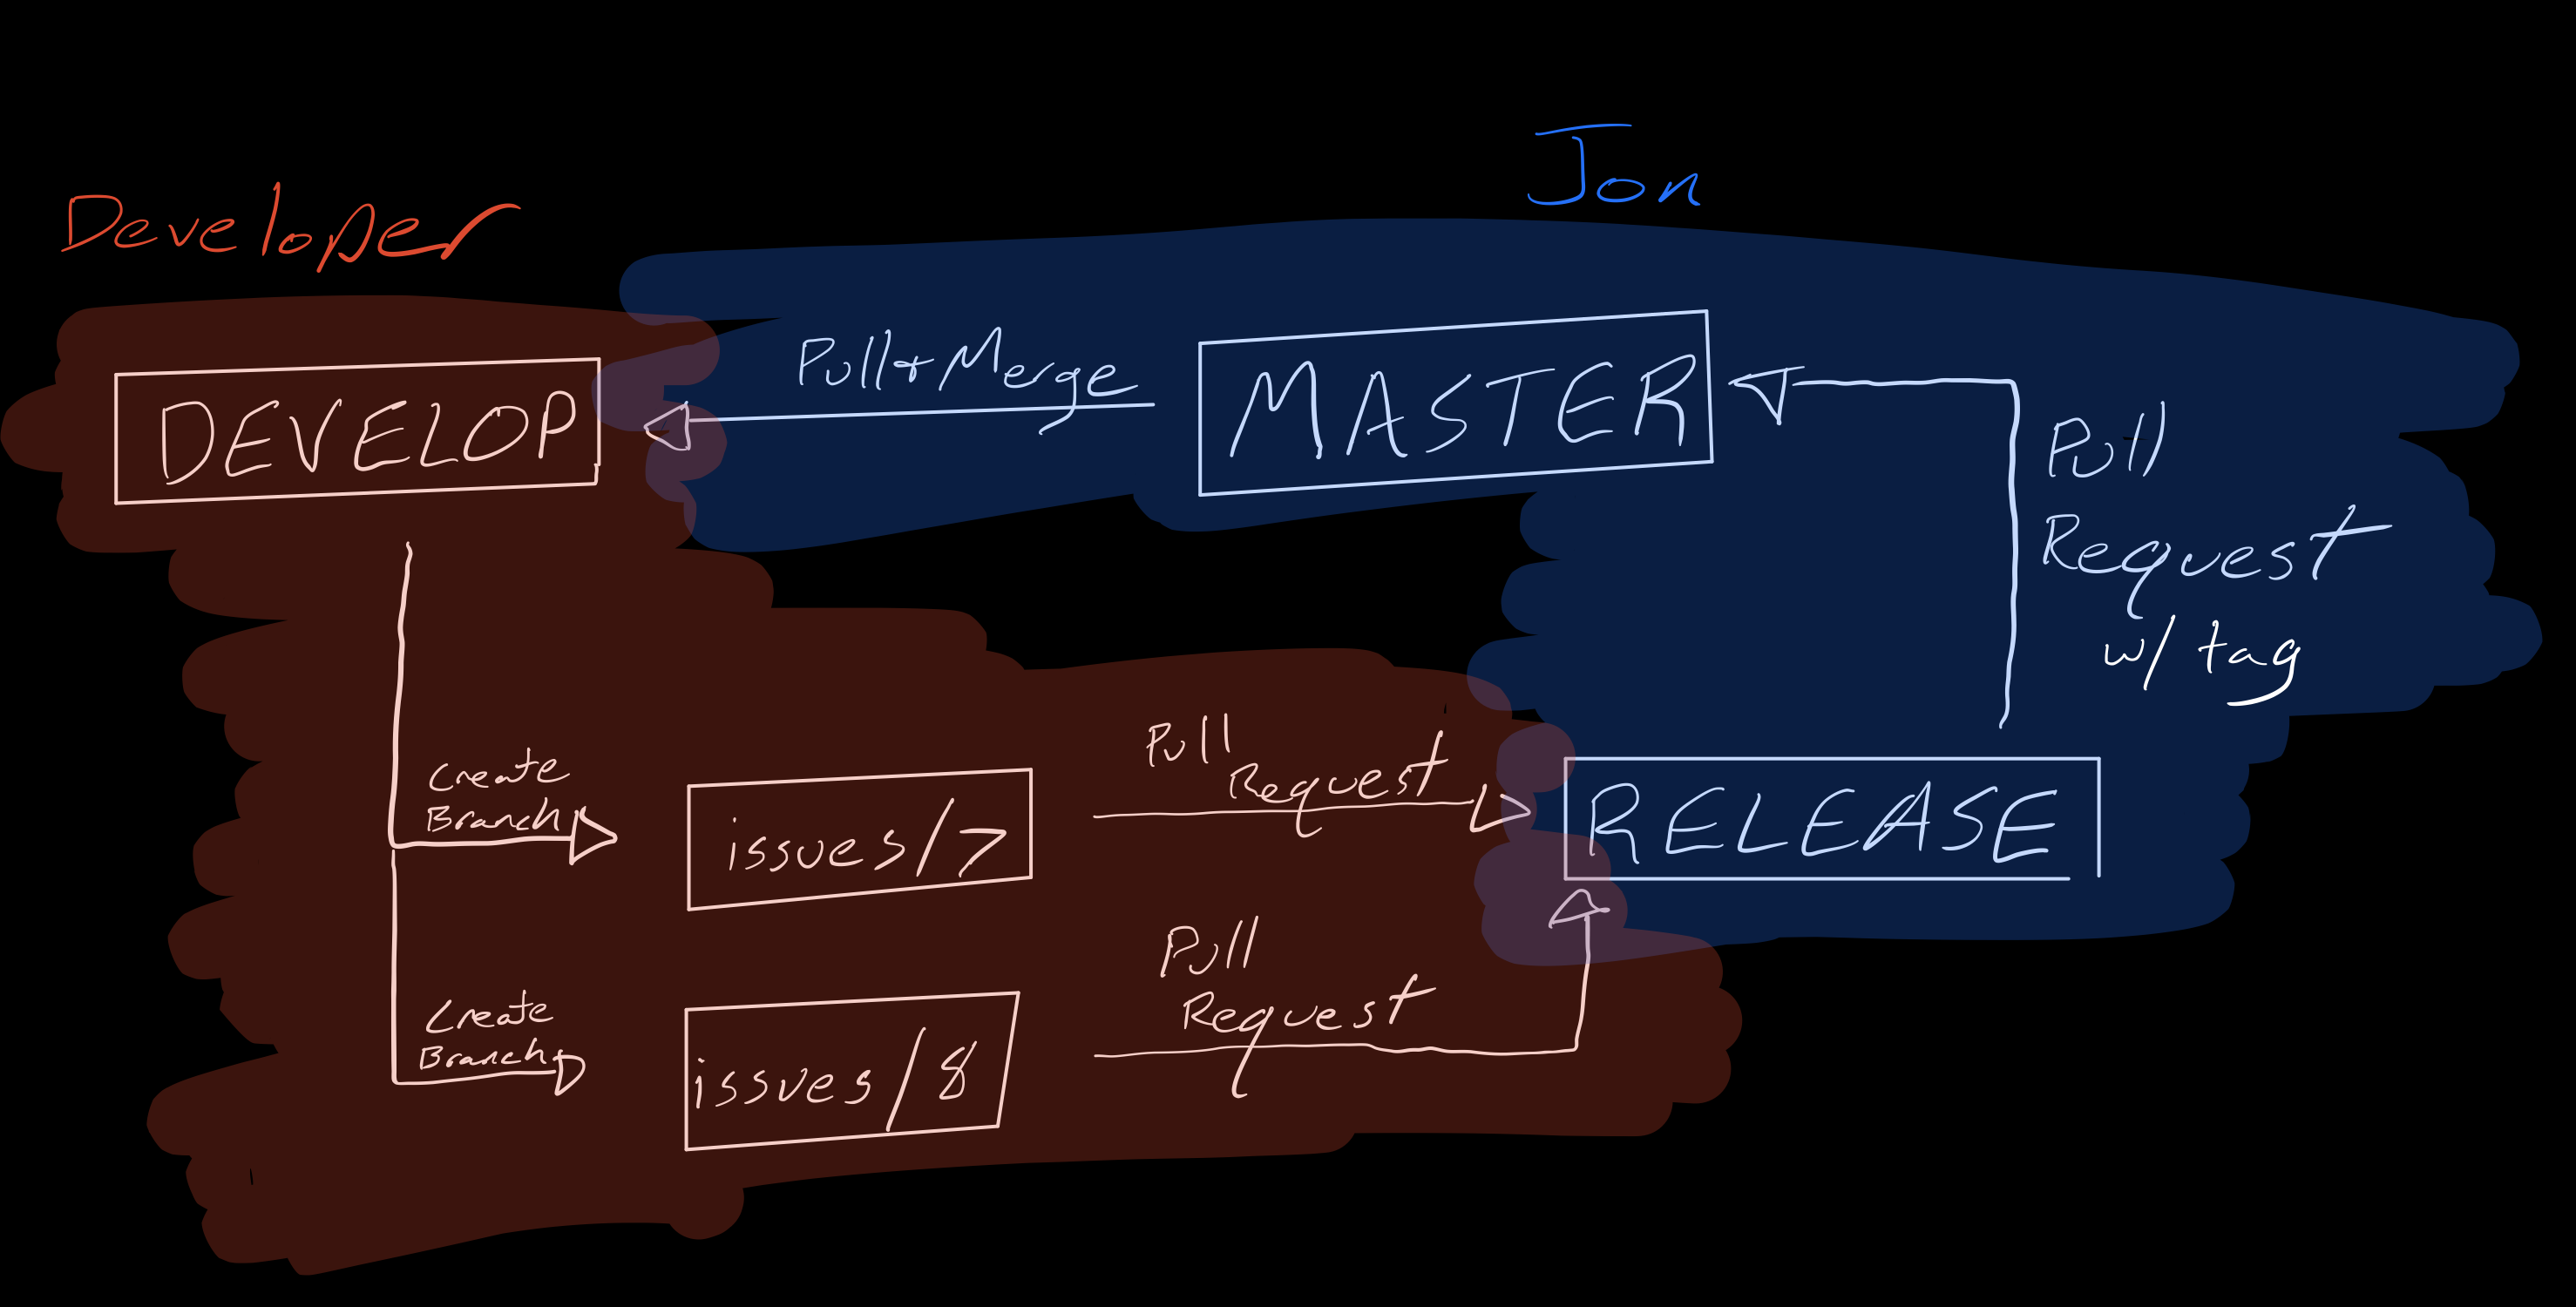 Jon
Developer
Pull + Merge
MASTER
DEVELOP
Pull
Request
w/ tag
Create
Branch
issues/7
Pull
Request
RELEASE
Create
Branch
issues/8
Pull
Request